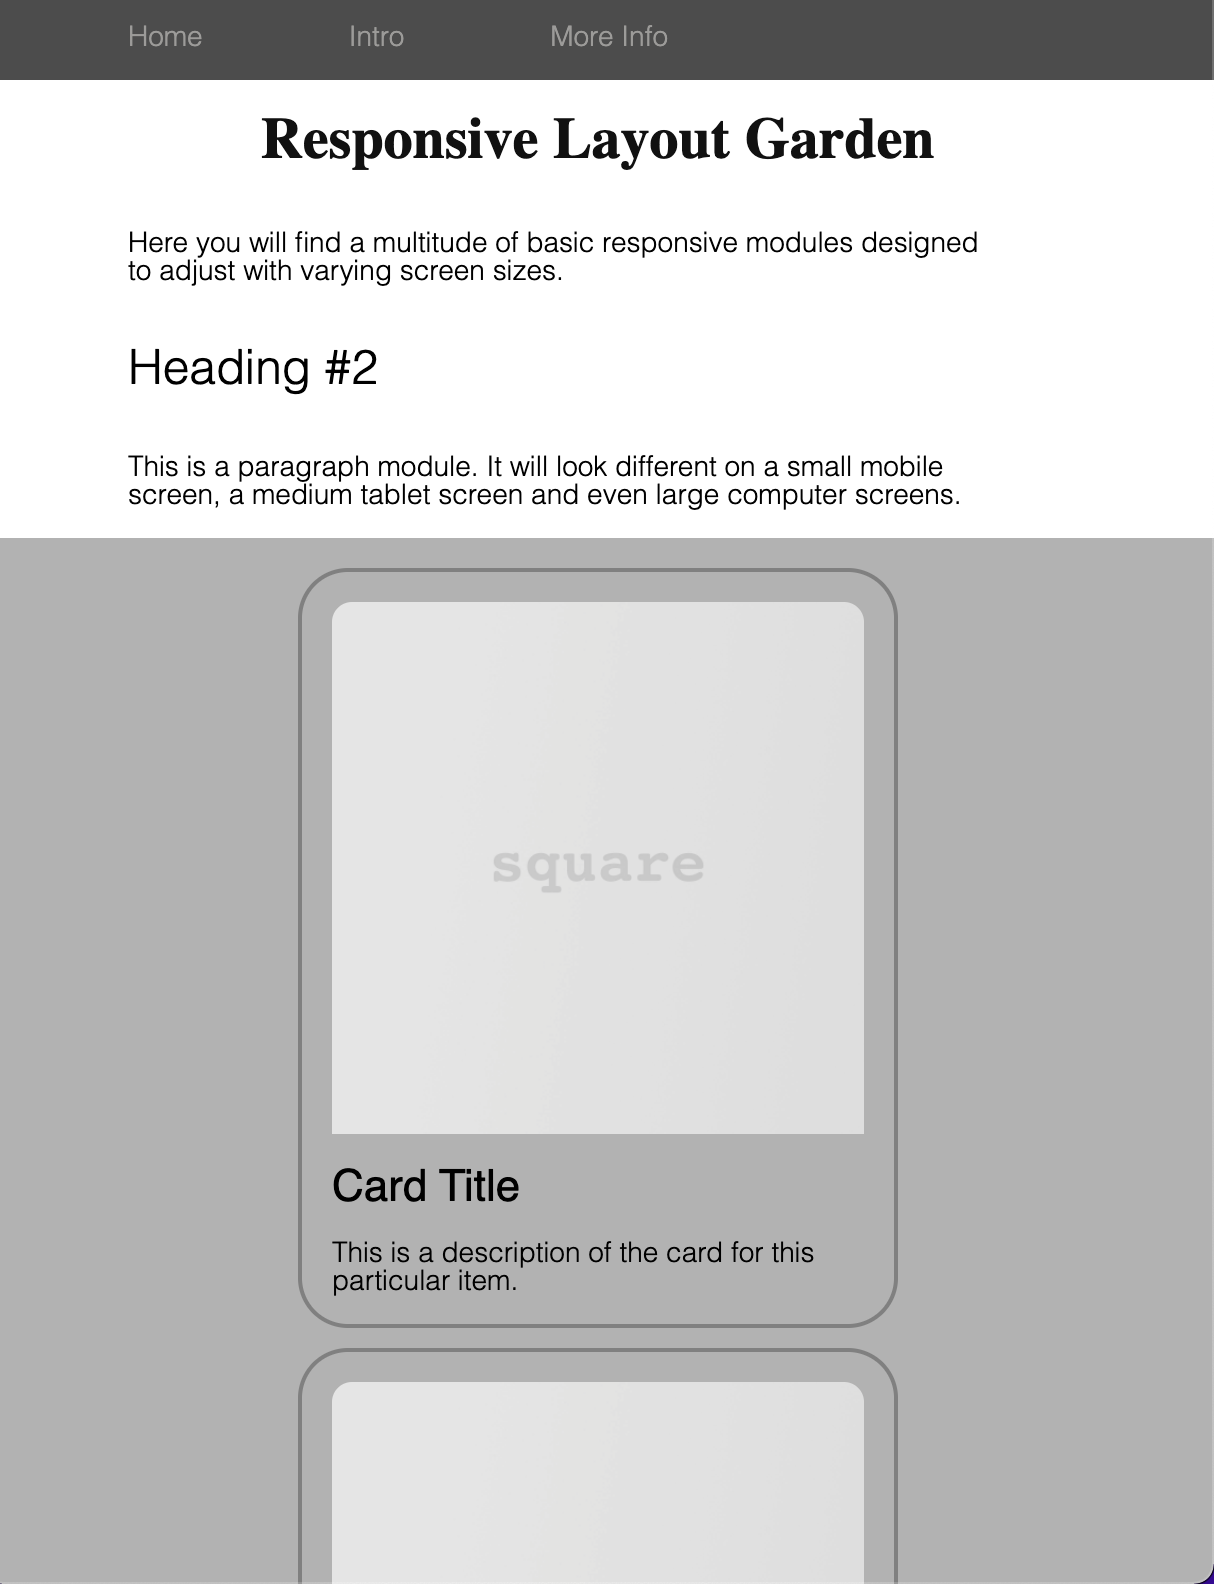 Home Intro More Info
Responsive Layout Garden
Here you will find a multitude of basic responsive modules designed
to adjust with varying screen sizes.
Heading #2
This is a paragraph module. It will look different on a small mobile
screen, a medium tablet screen and even large computer screens.
square
Card Title
This is a description of the card for this
particular item.